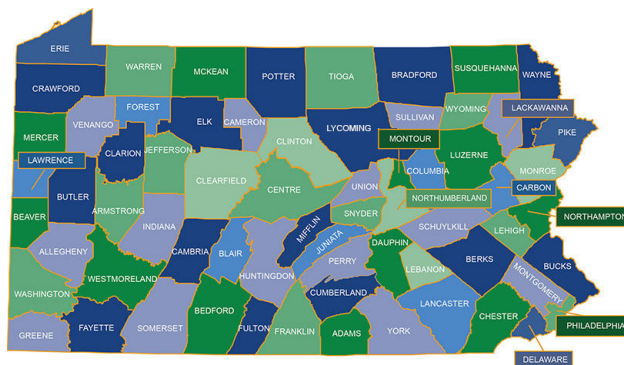 ERIE
WARREN
MCKEAN
POTTER
TIOGA
BRADFORD
SUSQUEHANNA
WAYNE
CRAWFORD
FOREST
VENANGO
ELK
CAMERON
SULLIVAN
WYOMING
LACKAWANNA
MERCER
CLARION
JEFFERSON
CLINTON
LYCOMING
MONTOUR
LUZERNE
PIKE
LAWRENCE
BUTLER
CLEARFIELD
CENTRE
UNION
COLUMBIA
CARBON
MONROE
BEAVER
ARMSTRONG
INDIANA
SNYDER
NORTHUMBERLAND
NORTHAMPTON
ALLEGHENY
CAMBRIA
BLAIR
HUNTINGDON
MIFFLIN
JUNIATA
PERRY
DAUPHIN
SCHUYLKILL
LEHIGH
WESTMORELAND
LEBANON
BERKS
MONTGOMERY
BUCKS
WASHINGTON
CUMBERLAND
LANCASTER
CHESTER
GREENE
FAYETTE
SOMERSET
BEDFORD
FULTON
FRANKLIN
ADAMS
YORK
PHILADELPHIA
DELAWARE